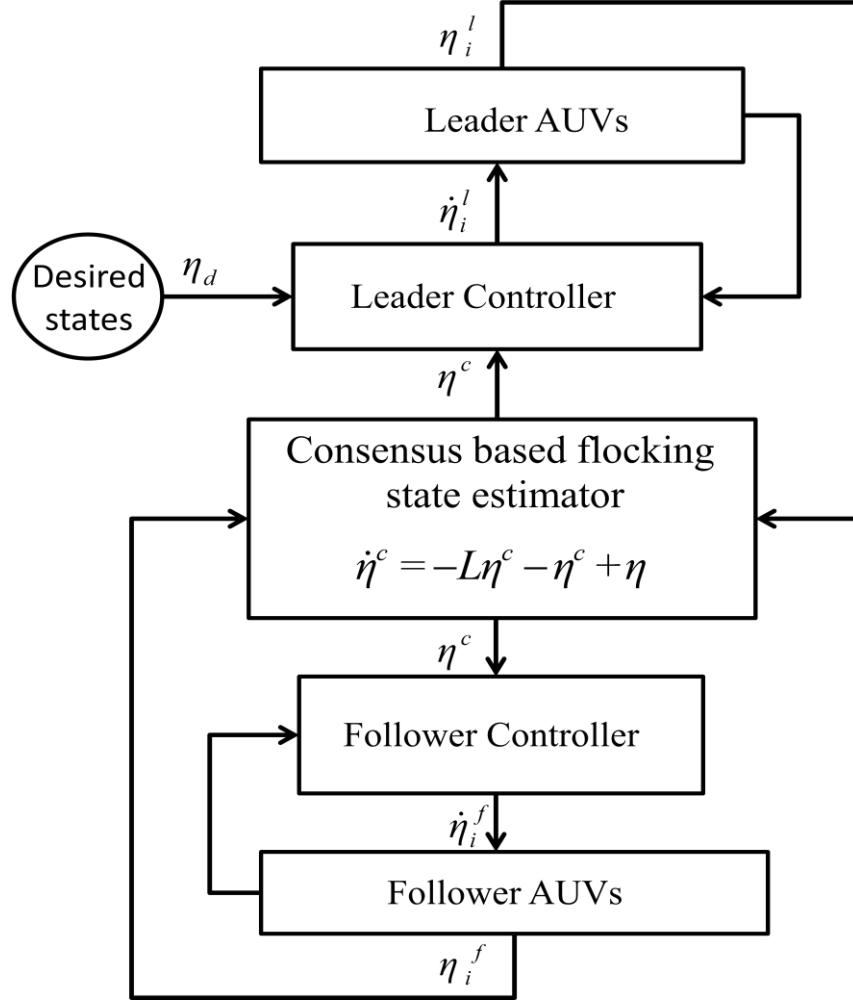 η_i^l
Leader AUVs
η̇_i^l
Desired
states
η_d
Leader Controller
η^c
Consensus based flocking
state estimator
η̇^c = −Lη^c − η^c + η
η^c
Follower Controller
η̇_i^f
Follower AUVs
η_i^f